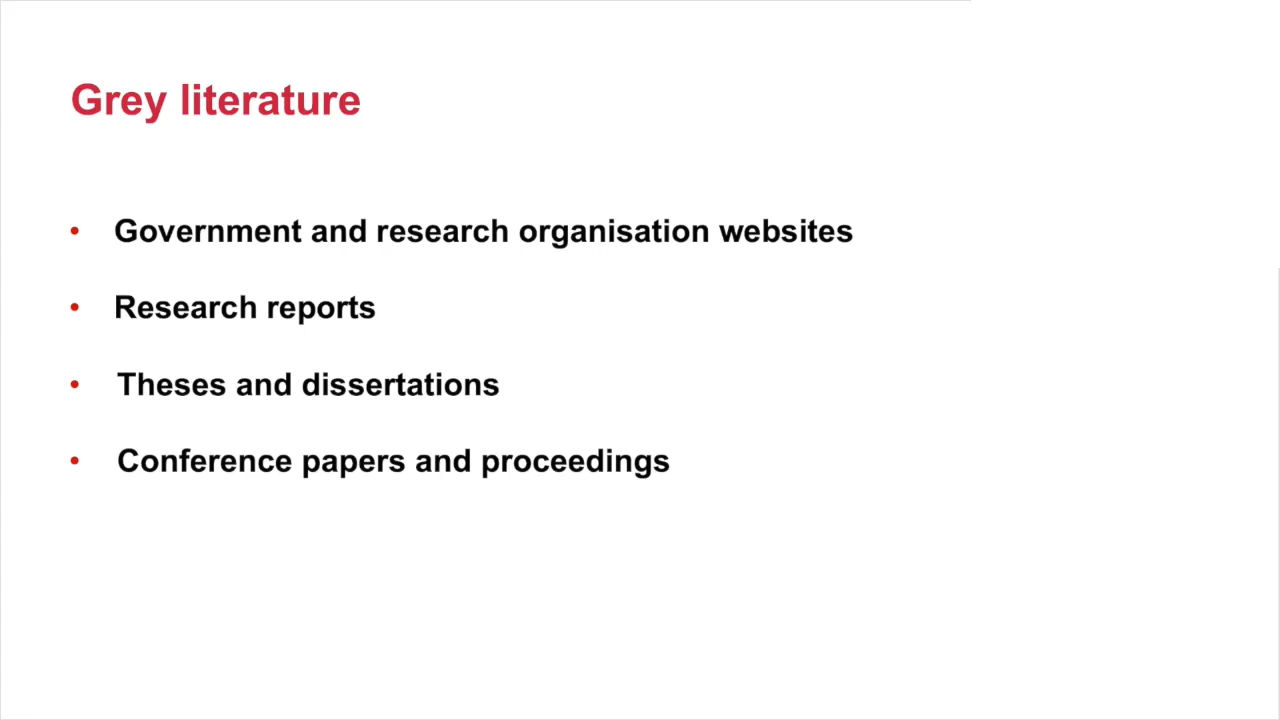 Grey literature
• Government and research organisation websites
• Research reports
• Theses and dissertations
• Conference papers and proceedings